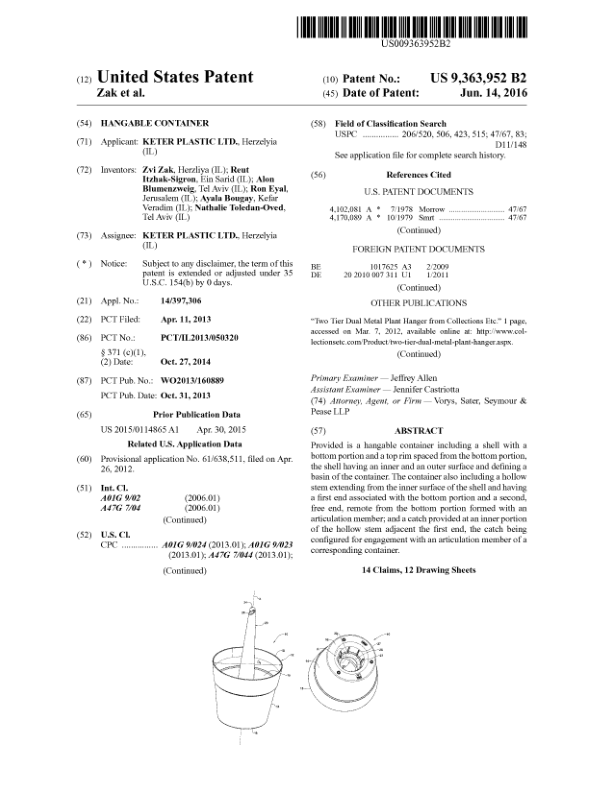 US009363952B2
(12) United States Patent
Zak et al.
(10) Patent No.: US 9,363,952 B2
(45) Date of Patent: Jun. 14, 2016
(54) HANGABLE CONTAINER
(71) Applicant: KETER PLASTIC LTD., Herzelyia
(IL)
(72) Inventors: Zvi Zak, Herzliya (IL); Reut
Itzhak-Sigron, Ein Sarid (IL); Alon
Blumenzweig, Tel Aviv (IL); Ron Eyal,
Jerusalem (IL); Ayala Bougay, Kefar
Veradim (IL); Nathalie Toledan-Oved,
Tel Aviv (IL)
(73) Assignee: KETER PLASTIC LTD., Herzelyia
(IL)
( * ) Notice: Subject to any disclaimer, the term of this
patent is extended or adjusted under 35
U.S.C. 154(b) by 0 days.
(21) Appl. No.: 14/397,306
(22) PCT Filed: Apr. 11, 2013
(86) PCT No.: PCT/IL2013/050320
§ 371 (c)(1),
(2) Date: Oct. 27, 2014
(87) PCT Pub. No.: WO2013/160889
PCT Pub. Date: Oct. 31, 2013
(65) Prior Publication Data
US 2015/0114865 A1 Apr. 30, 2015
Related U.S. Application Data
(60) Provisional application No. 61/638,511, filed on Apr.
26, 2012.
(51) Int. Cl.
A01G 9/02 (2006.01)
A47G 7/04 (2006.01)
(Continued)
(52) U.S. Cl.
CPC ................ A01G 9/024 (2013.01); A01G 9/023
(2013.01); A47G 7/044 (2013.01);
(Continued)
(58) Field of Classification Search
USPC ................ 206/520, 506, 423, 515; 47/67, 83;
D11/148
See application file for complete search history.
(56) References Cited
U.S. PATENT DOCUMENTS
4,102,081 A * 7/1978 Morrow ........................... 47/67
4,170,089 A * 10/1979 Smrt .............................. 47/67
(Continued)
FOREIGN PATENT DOCUMENTS
BE 1017625 A3 2/2009
DE 20 2010 007 311 U1 1/2011
(Continued)
OTHER PUBLICATIONS
“Two Tier Dual Metal Plant Hanger from Collections Etc.” 1 page,
accessed on Mar. 7, 2012, available online at: http://www.col-
lectionsetc.com/Product/two-tier-dual-metal-plant-hanger.aspx.
(Continued)
Primary Examiner — Jeffrey Allen
Assistant Examiner — Jennifer Castriotta
(74) Attorney, Agent, or Firm — Vorys, Sater, Seymour &
Pease LLP
(57) ABSTRACT
Provided is a hangable container including a shell with a
bottom portion and a top rim spaced from the bottom portion,
the shell having an inner and an outer surface and defining a
basin of the container. The container also including a hollow
stem extending from the inner surface of the shell and having
a first end associated with the bottom portion and a second,
free end, remote from the bottom portion formed with an
articulation member; and a catch provided at an inner portion
of the hollow stem adjacent the first end, the catch being
configured for engagement with an articulation member of a
corresponding container.
14 Claims, 12 Drawing Sheets